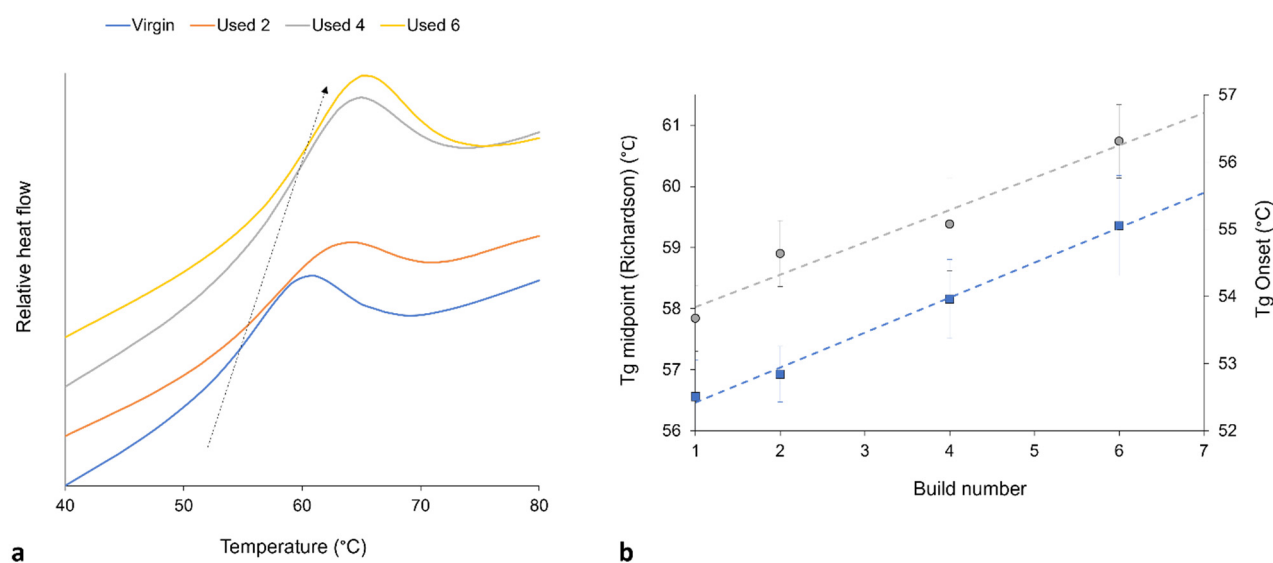 Virgin Used 2 Used 4 Used 6
Relative heat flow
40 50 60 70 80
Temperature (°C)
a
Tg midpoint (Richardson) (°C)
61
60
59
58
57
56
57
56
55
54
53
52
Tg Onset (°C)
1 2 3 4 5 6 7
Build number
b